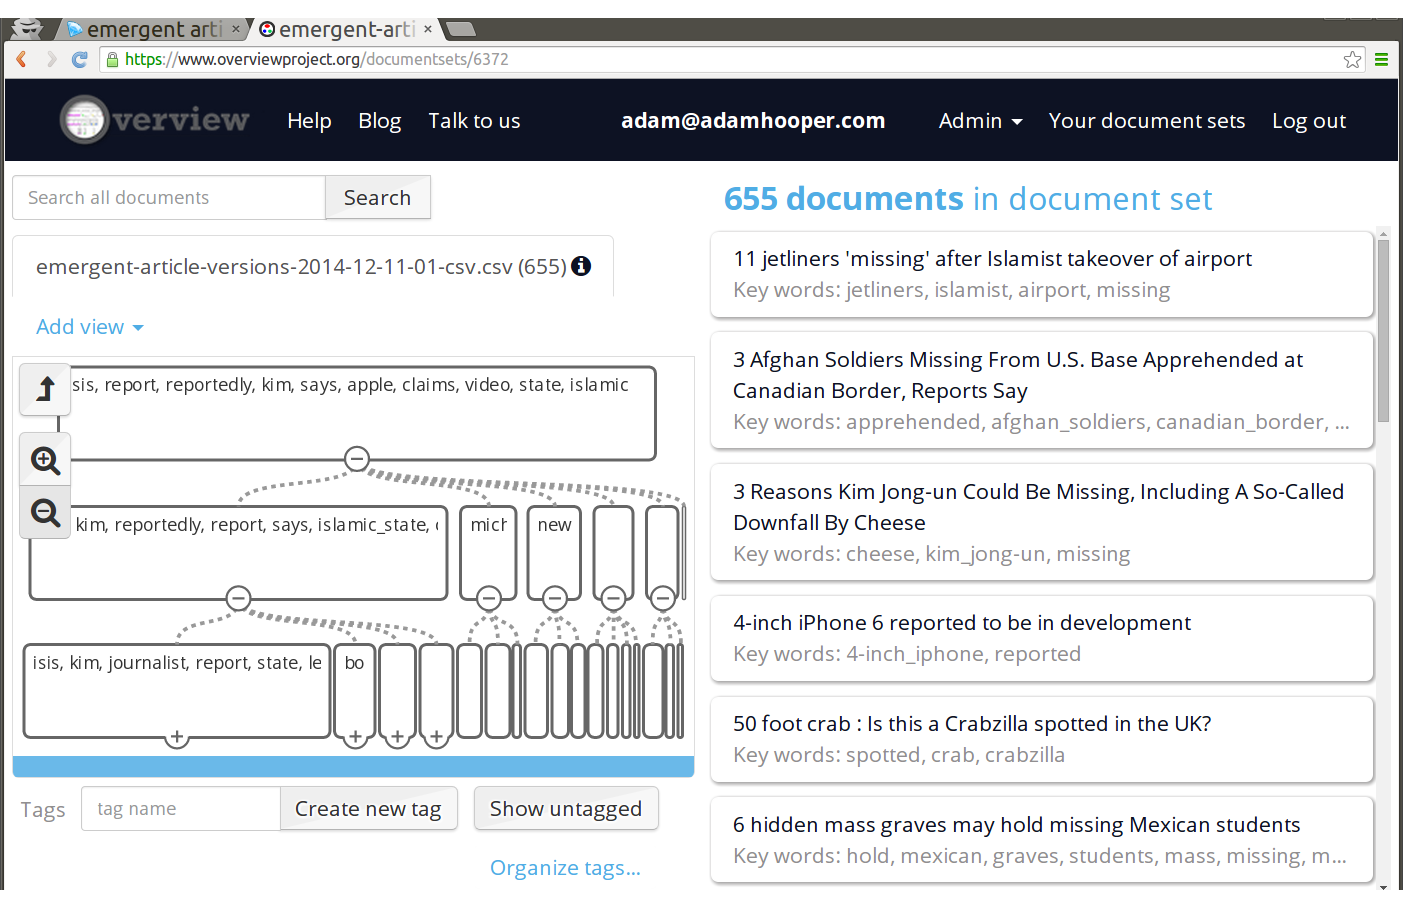 emergent arti
emergent-arti
https://www.overviewproject.org/documentsets/6372
verview
Help
Blog
Talk to us
adam@adamhooper.com
Admin
Your document sets
Log out
Search all documents
Search
655 documents in document set
emergent-article-versions-2014-12-11-01-csv.csv (655)
Add view
sis, report, reportedly, kim, says, apple, claims, video, state, islamic
kim, reportedly, report, says, islamic_state,
mich
new
isis, kim, journalist, report, state, le
bo
Tags
tag name
Create new tag
Show untagged
Organize tags...
11 jetliners 'missing' after Islamist takeover of airport
Key words: jetliners, islamist, airport, missing
3 Afghan Soldiers Missing From U.S. Base Apprehended at
Canadian Border, Reports Say
Key words: apprehended, afghan_soldiers, canadian_border, ...
3 Reasons Kim Jong-un Could Be Missing, Including A So-Called
Downfall By Cheese
Key words: cheese, kim_jong-un, missing
4-inch iPhone 6 reported to be in development
Key words: 4-inch_iphone, reported
50 foot crab : Is this a Crabzilla spotted in the UK?
Key words: spotted, crab, crabzilla
6 hidden mass graves may hold missing Mexican students
Key words: hold, mexican, graves, students, mass, missing, m...